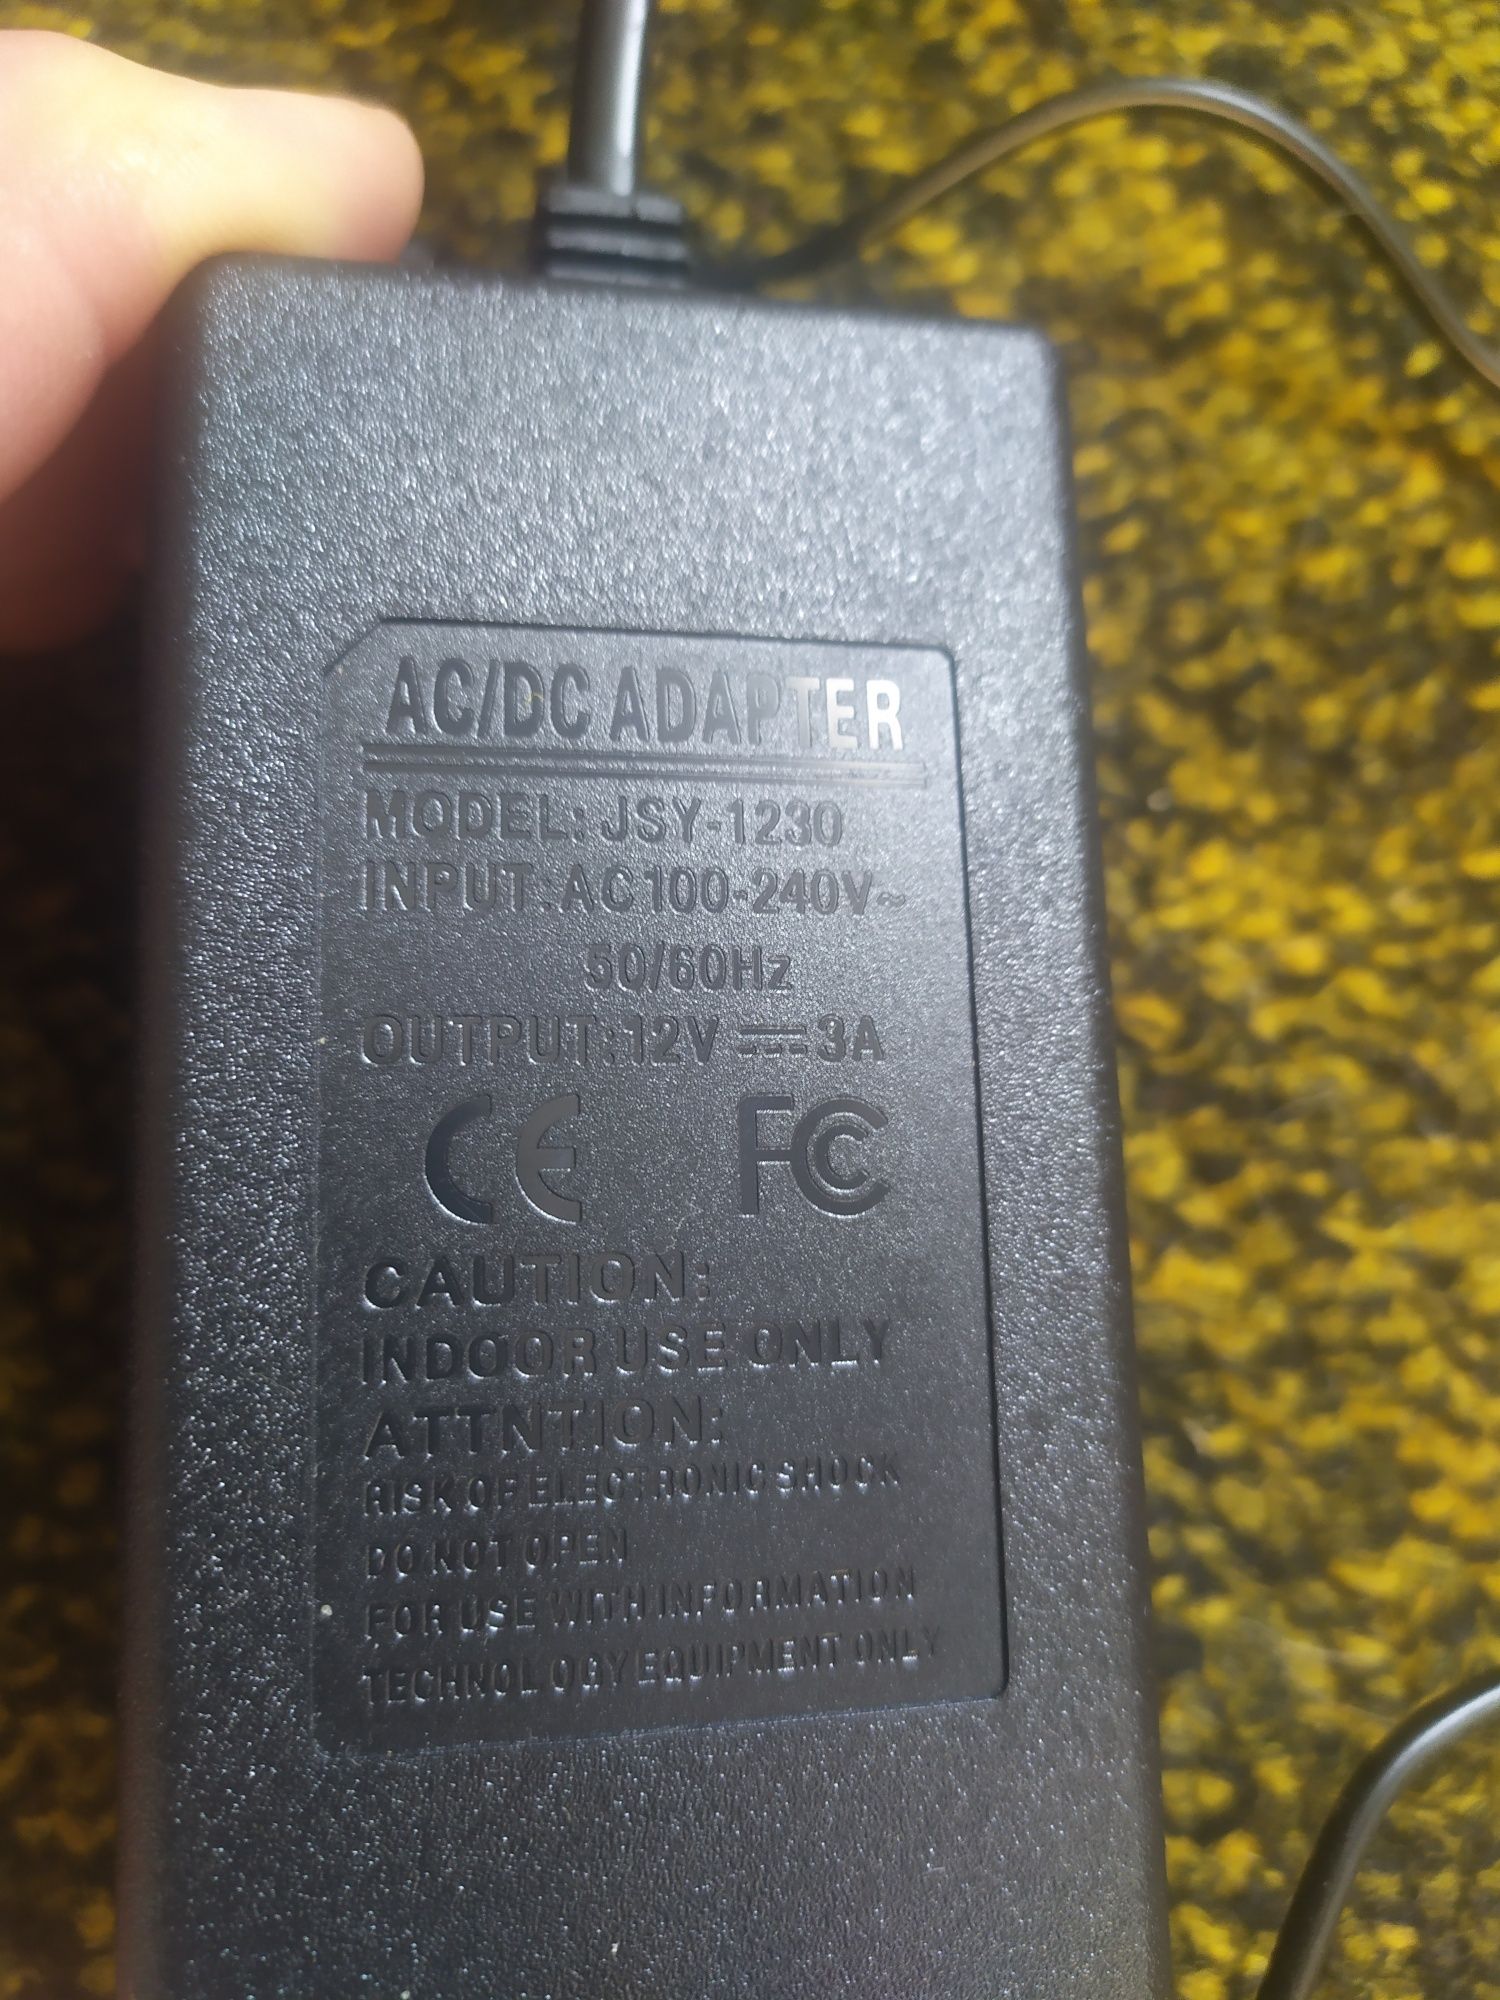 AC/DC ADAPTER
MODEL: JSY-1230
INPUT: AC100-240V~
50/60Hz
OUTPUT:12V ⎓ 3A
CE FC
CAUTION:
INDOOR USE ONLY
ATTNTION:
RISK OF ELECTRONIC SHOCK
DO NOT OPEN
FOR USE WITH INFORMATION
TECHNOLOGY EQUIPMENT ONLY